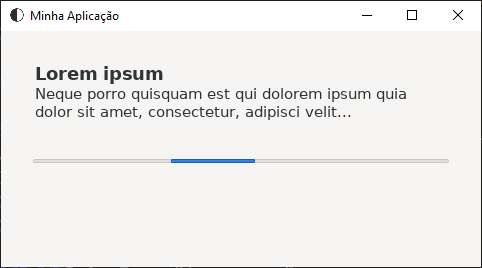 Minha Aplicação
Lorem ipsum
Neque porro quisquam est qui dolorem ipsum quia
dolor sit amet, consectetur, adipisci velit...